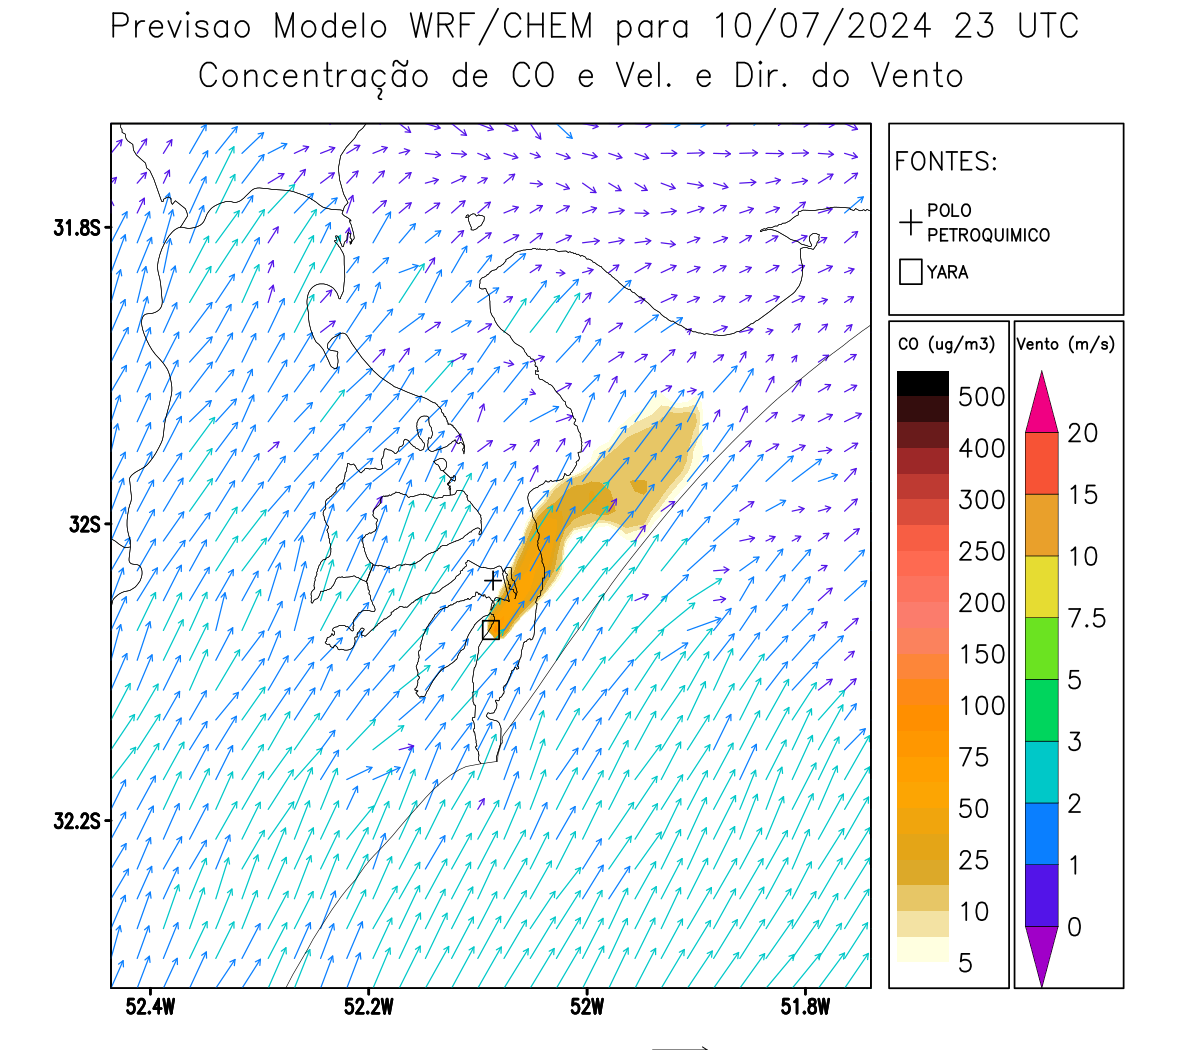 Previsao Modelo WRF/CHEM para 10/07/2024 23 UTC
Concentração de CO e Vel. e Dir. do Vento
FONTES:
POLO
PETROQUIMICO
YARA
CO (ug/m3)
500
400
300
250
200
150
100
75
50
25
10
5
Vento (m/s)
20
15
10
7.5
5
3
2
1
0
31.8S
32S
32.2S
52.4W
52.2W
52W
51.8W